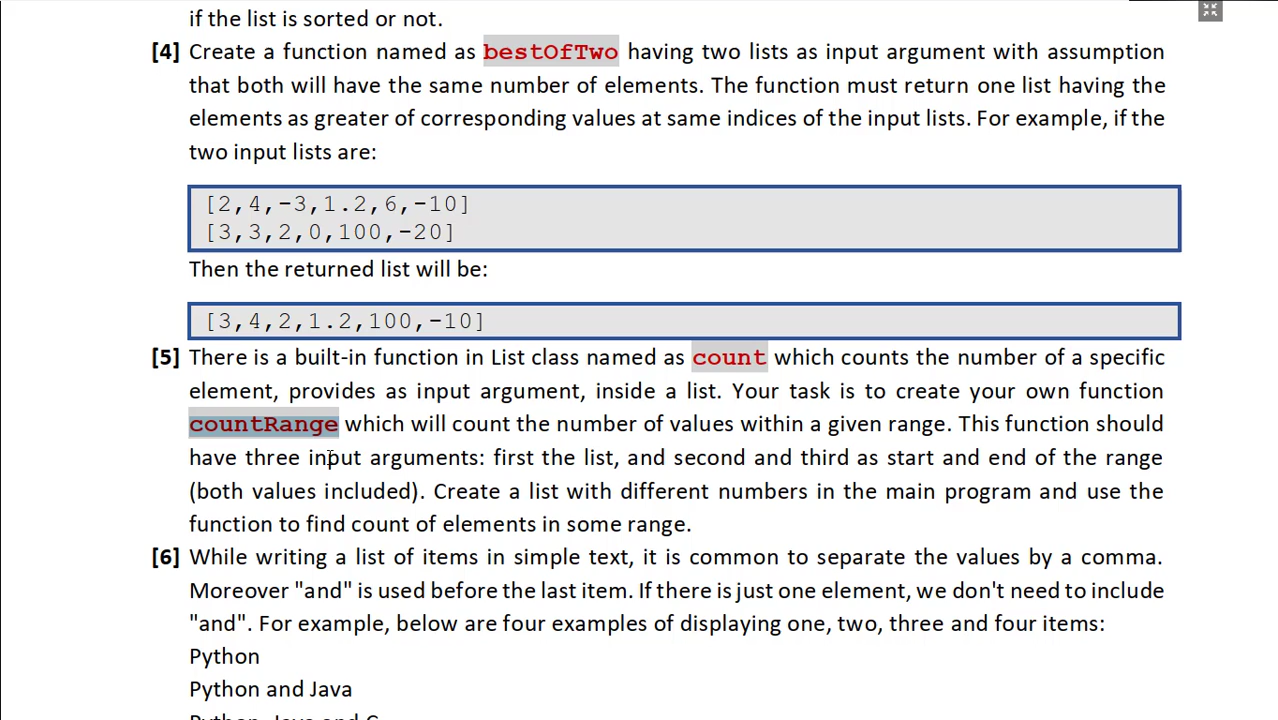 if the list is sorted or not.
[4] Create a function named as bestOfTwo having two lists as input argument with assumption
that both will have the same number of elements. The function must return one list having the
elements as greater of corresponding values at same indices of the input lists. For example, if the
two input lists are:
[2,4,-3,1.2,6,-10]
[3,3,2,0,100,-20]
Then the returned list will be:
[3,4,2,1.2,100,-10]
[5] There is a built-in function in List class named as count which counts the number of a specific
element, provides as input argument, inside a list. Your task is to create your own function
countRange which will count the number of values within a given range. This function should
have three input arguments: first the list, and second and third as start and end of the range
(both values included). Create a list with different numbers in the main program and use the
function to find count of elements in some range.
[6] While writing a list of items in simple text, it is common to separate the values by a comma.
Moreover "and" is used before the last item. If there is just one element, we don't need to include
"and". For example, below are four examples of displaying one, two, three and four items:
Python
Python and Java
Python, Java and C